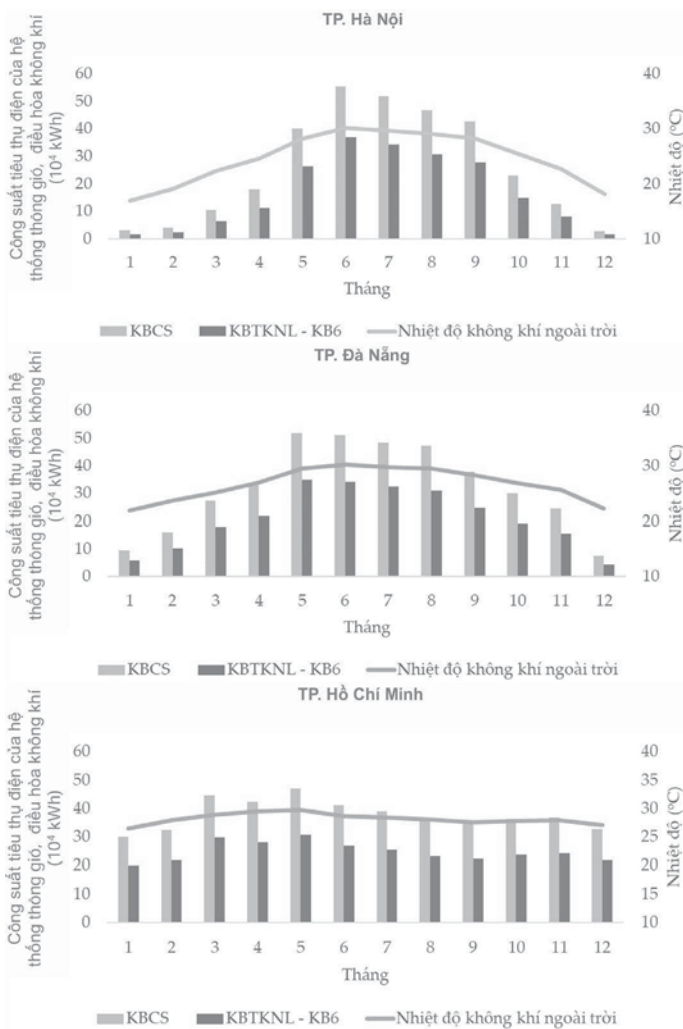 TP. Hà Nội
Công suất tiêu thụ điện của hệ
thống thông gió, điều hòa không khí
(10⁴ kWh)
60
50
40
30
20
10
0
40
30
20
10
Nhiệt độ (°C)
1 2 3 4 5 6 7 8 9 10 11 12
Tháng
KBCS KBTKNL - KB6 Nhiệt độ không khí ngoài trời
TP. Đà Nẵng
Công suất tiêu thụ điện của hệ
thống thông gió, điều hòa không khí
(10⁴ kWh)
60
50
40
30
20
10
0
40
30
20
10
Nhiệt độ (°C)
1 2 3 4 5 6 7 8 9 10 11 12
Tháng
KBCS KBTKNL - KB6 Nhiệt độ không khí ngoài trời
TP. Hồ Chí Minh
Công suất tiêu thụ điện của hệ
thống thông gió, điều hòa không khí
(10⁴ kWh)
60
50
40
30
20
10
0
40
35
30
25
20
15
10
Nhiệt độ (°C)
1 2 3 4 5 6 7 8 9 10 11 12
Tháng
KBCS KBTKNL - KB6 Nhiệt độ không khí ngoài trời